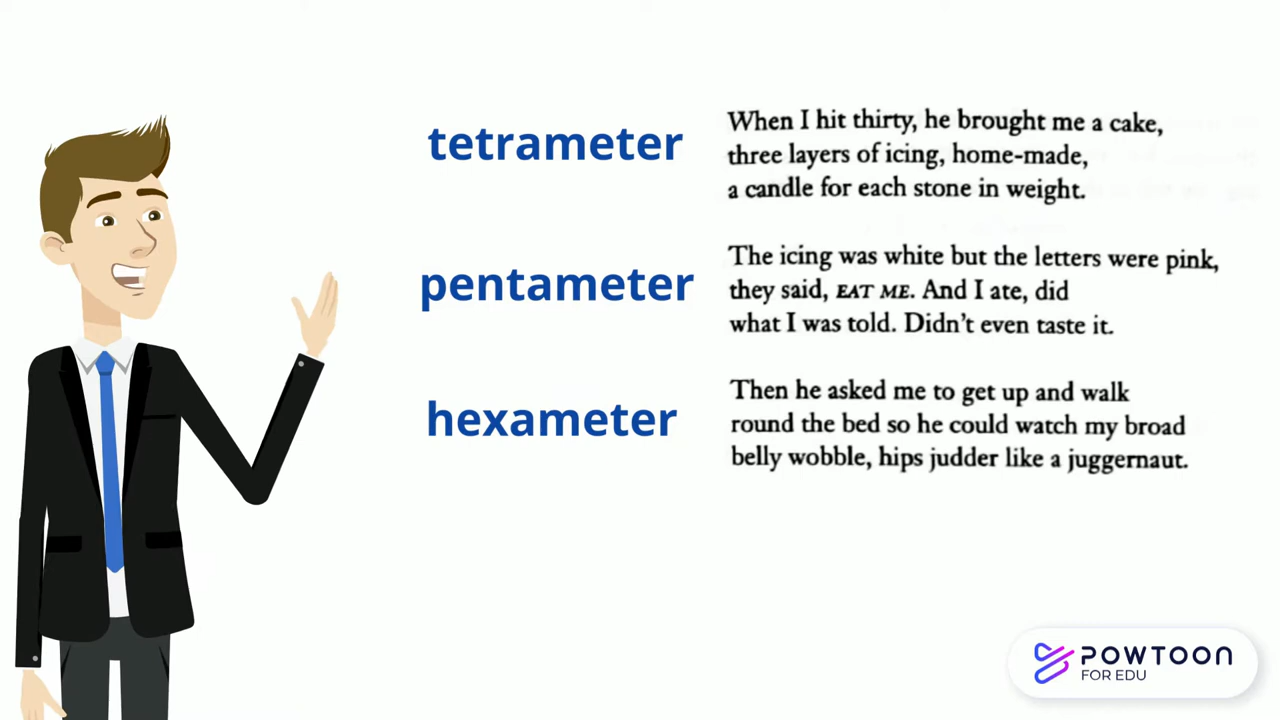 tetrameter
When I hit thirty, he brought me a cake,
three layers of icing, home-made,
a candle for each stone in weight.
pentameter
The icing was white but the letters were pink,
they said, EAT ME. And I ate, did
what I was told. Didn't even taste it.
hexameter
Then he asked me to get up and walk
round the bed so he could watch my broad
belly wobble, hips judder like a juggernaut.
POWTOON
FOR EDU